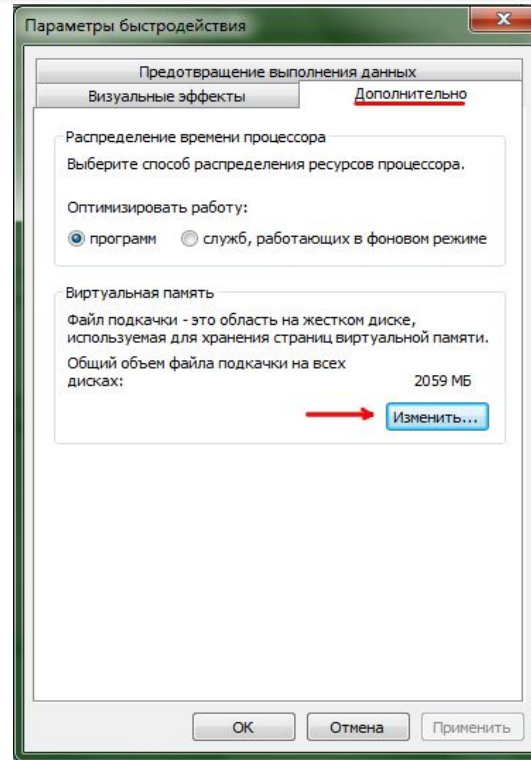 Параметры быстродействия
Предотвращение выполнения данных
Визуальные эффекты
Дополнительно
Распределение времени процессора
Выберите способ распределения ресурсов процессора.
Оптимизировать работу:
программ
служб, работающих в фоновом режиме
Виртуальная память
Файл подкачки - это область на жестком диске,
используемая для хранения страниц виртуальной памяти.
Общий объем файла подкачки на всех
дисках:
2059 МБ
Изменить...
ОК
Отмена
Применить